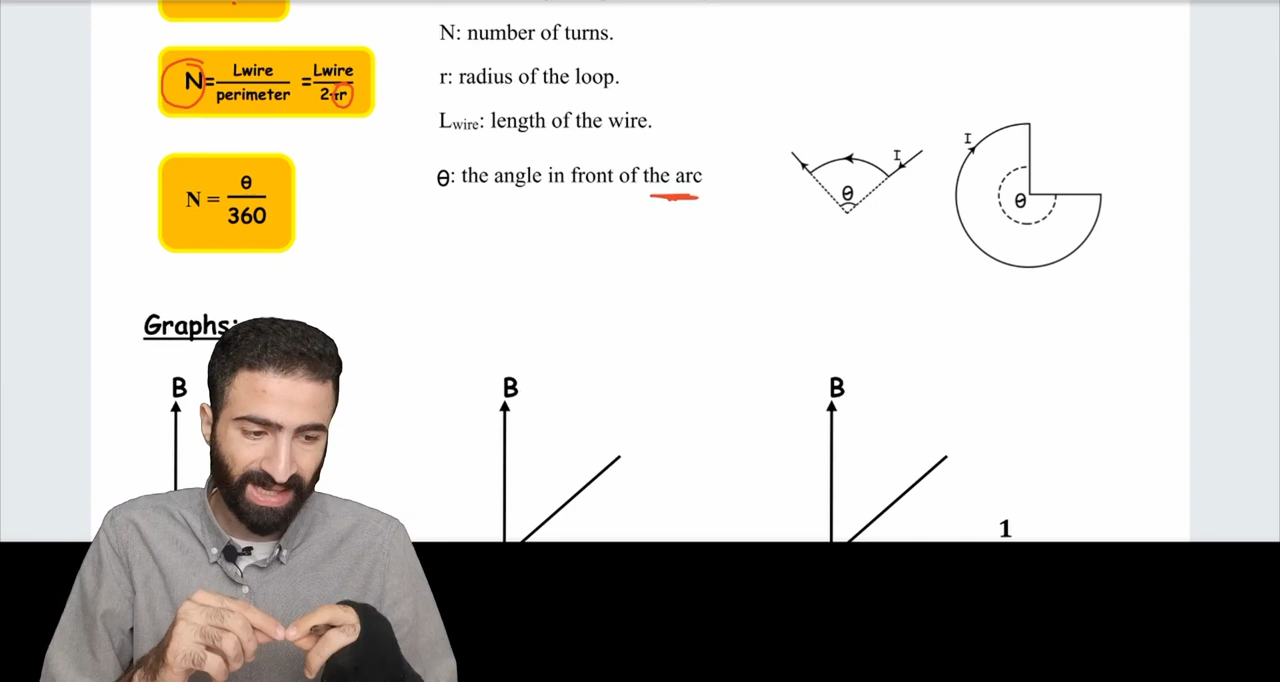 N: number of turns.
N= Lwire / perimeter = Lwire / 2πr
r: radius of the loop.
Lwire: length of the wire.
N = θ / 360
θ: the angle in front of the arc
I
θ
I
θ
Graphs:
B
B
B
1